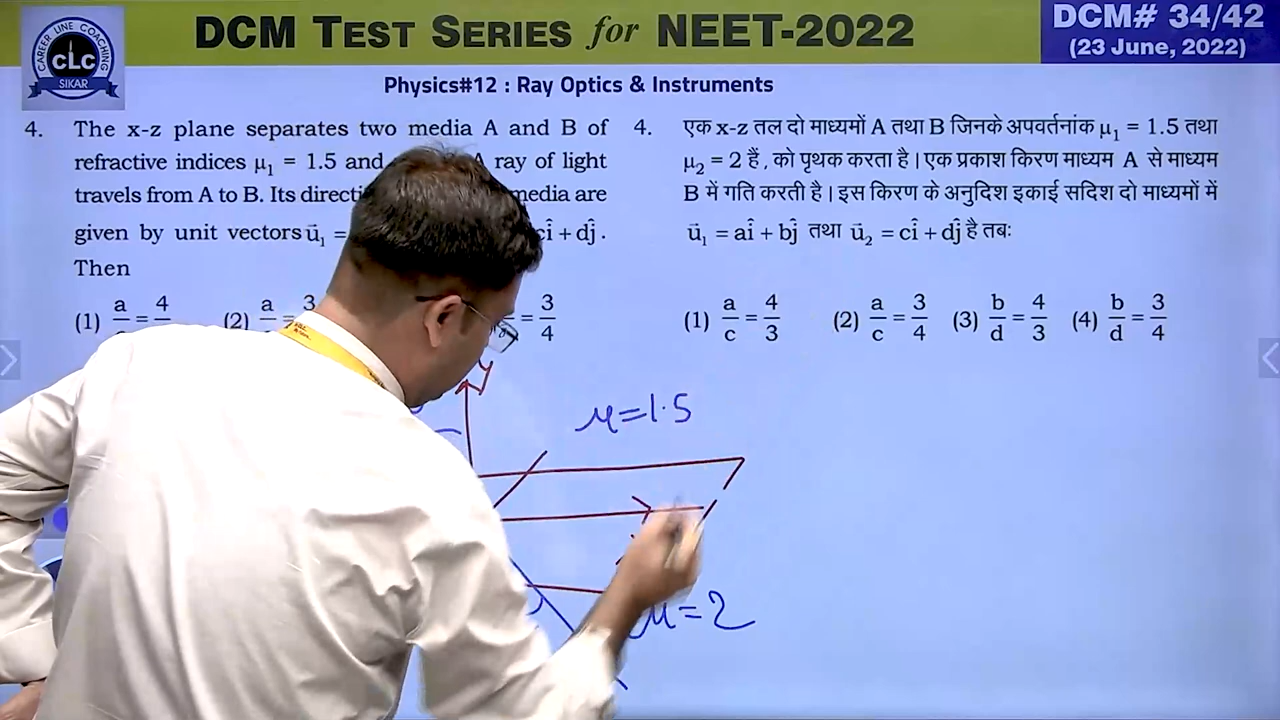 DCM TEST SERIES for NEET-2022
DCM# 34/42
(23 June, 2022)
CAREER LINE COACHING
CLC
SIKAR
Physics#12 : Ray Optics & Instruments
4. The x-z plane separates two media A and B of
refractive indices μ₁ = 1.5 and A ray of light
travels from A to B. Its media are
given by unit vectors u⃗₁ = cî + dĵ.
Then
(1) a = 4
(2) a = 3
= 3/4
4. एक x-z तल दो माध्यमों A तथा B जिनके अपवर्तनांक μ₁ = 1.5 तथा
μ₂ = 2 हैं, को पृथक करता है। एक प्रकाश किरण माध्यम A से माध्यम
B में गति करती है। इस किरण के अनुदिश इकाई सदिश दो माध्यमों में
u⃗₁ = aî + bĵ तथा u⃗₂ = cî + dĵ है तबः
(1) a/c = 4/3 (2) a/c = 3/4 (3) b/d = 4/3 (4) b/d = 3/4
y
μ=1.5
μ=2